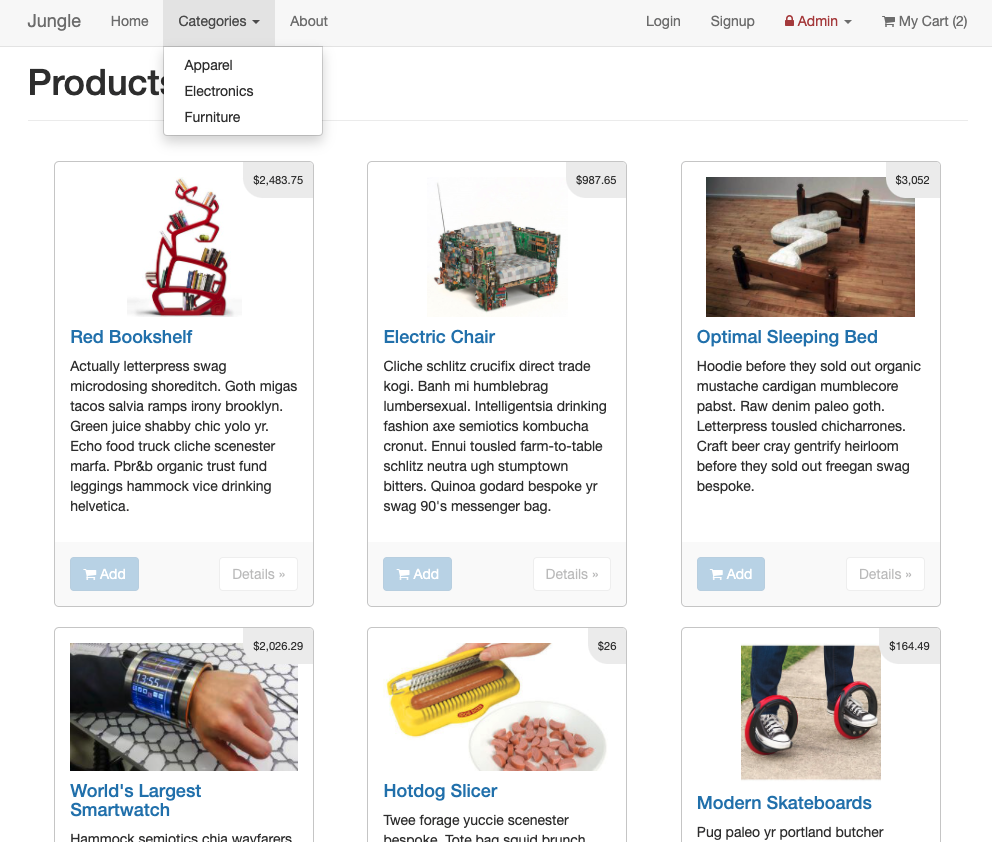 Jungle Home Categories About Login Signup Admin My Cart (2)
Apparel
Electronics
Furniture
Products
$2,483.75
Red Bookshelf
Actually letterpress swag
microdosing shoreditch. Goth migas
tacos salvia ramps irony brooklyn.
Green juice shabby chic yolo yr.
Echo food truck cliche scenester
marfa. Pbr&b organic trust fund
leggings hammock vice drinking
helvetica.
Add Details »
$987.65
Electric Chair
Cliche schlitz crucifix direct trade
kogi. Banh mi humblebrag
lumbersexual. Intelligentsia drinking
fashion axe semiotics kombucha
cronut. Ennui tousled farm-to-table
schlitz neutra ugh stumptown
bitters. Quinoa godard bespoke yr
swag 90's messenger bag.
Add Details »
$3,052
Optimal Sleeping Bed
Hoodie before they sold out organic
mustache cardigan mumblecore
pabst. Raw denim paleo goth.
Letterpress tousled chicharrones.
Craft beer cray gentrify heirloom
before they sold out freegan swag
bespoke.
Add Details »
$2,026.29
13:55
World's Largest
Smartwatch
Hammock semiotics chia wayfarers
$26
Hotdog Slicer
Twee forage yuccie scenester
bespoke. Tote bag squid brunch
$164.49
Modern Skateboards
Pug paleo yr portland butcher